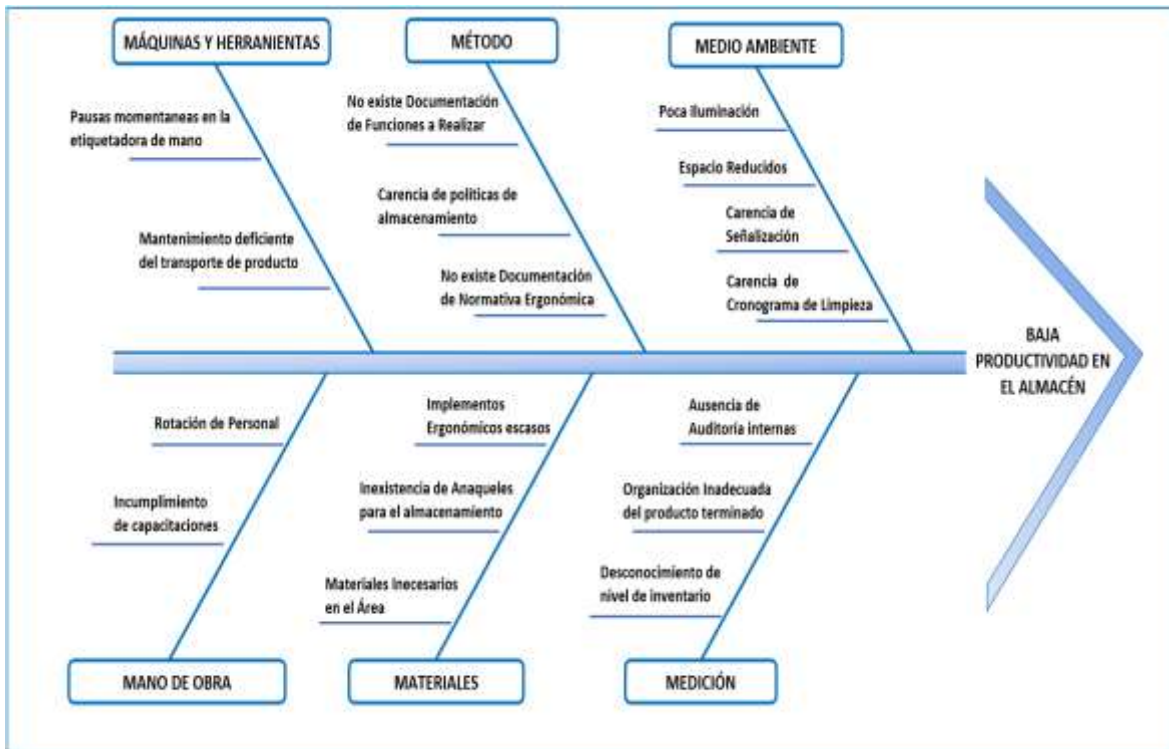 MÁQUINAS Y HERRANIENTAS
MÉTODO
MEDIO AMBIENTE
Pausas momentaneas en la
etiquetadora de mano
Mantenimiento deficiente
del transporte de producto
No existe Documentación
de Funciones a Realizar
Carencia de políticas de
almacenamiento
No existe Documentación
de Normativa Ergonómica
Poca Iluminación
Espacio Reducidos
Carencia de
Señalización
Carencia de
Cronograma de Limpieza
BAJA
PRODUCTIVIDAD EN
EL ALMACÉN
Rotación de Personal
Incumplimiento
de capacitaciones
Implementos
Ergonómicos escasos
Inexistencia de Anaqueles
para el almacenamiento
Materiales Inecesarios
en el Área
Ausencia de
Auditoría internas
Organización Inadecuada
del producto terminado
Desconocimiento de
nivel de inventario
MANO DE OBRA
MATERIALES
MEDICIÓN